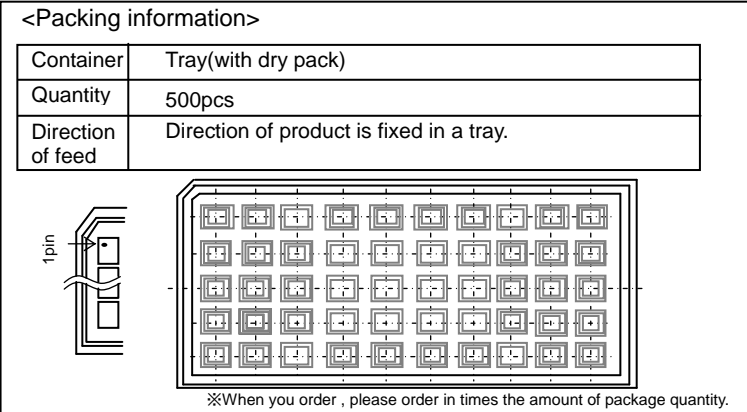 <Packing information>
Container Tray(with dry pack)
Quantity 500pcs
Direction of feed Direction of product is fixed in a tray.
1pin
※When you order , please order in times the amount of package quantity.